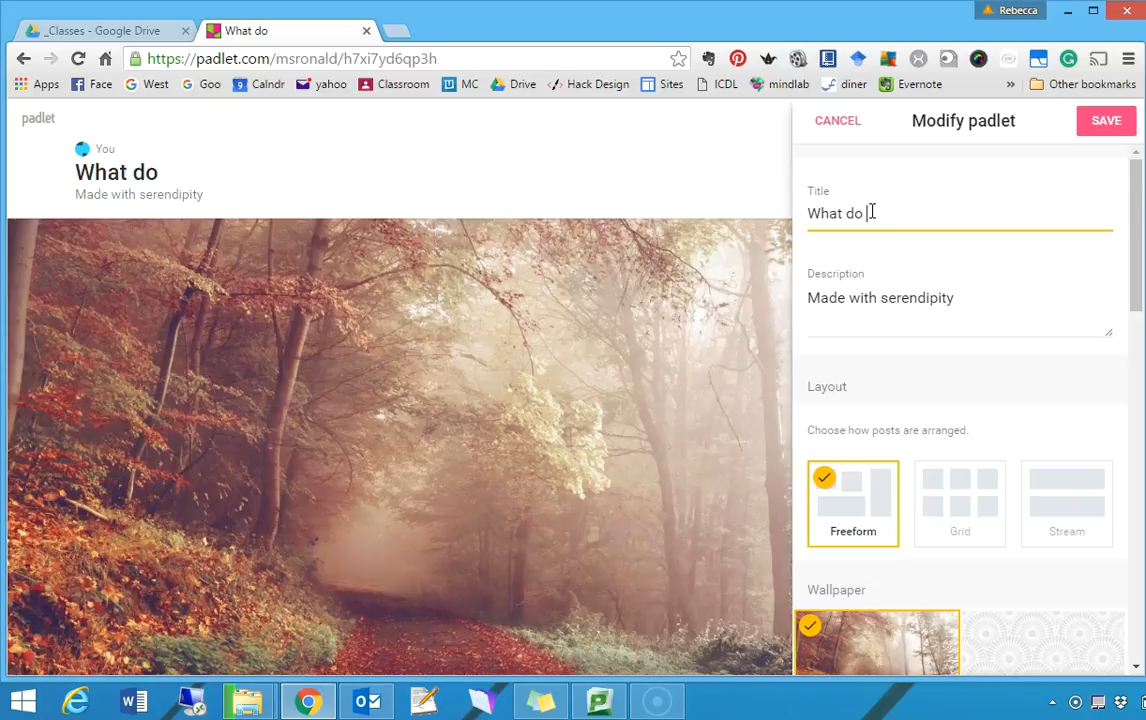 _Classes - Google Drive
What do
Rebecca
https://padlet.com/msronald/h7xi7yd6qp3h
Apps
Face
West
Goo
Calndr
yahoo
Classroom
MC
Drive
Hack Design
Sites
ICDL
mindlab
diner
Evernote
»
Other bookmarks
padlet
You
What do
Made with serendipity
CANCEL
Modify padlet
SAVE
Title
What do
Description
Made with serendipity
Layout
Choose how posts are arranged.
Freeform
Grid
Stream
Wallpaper